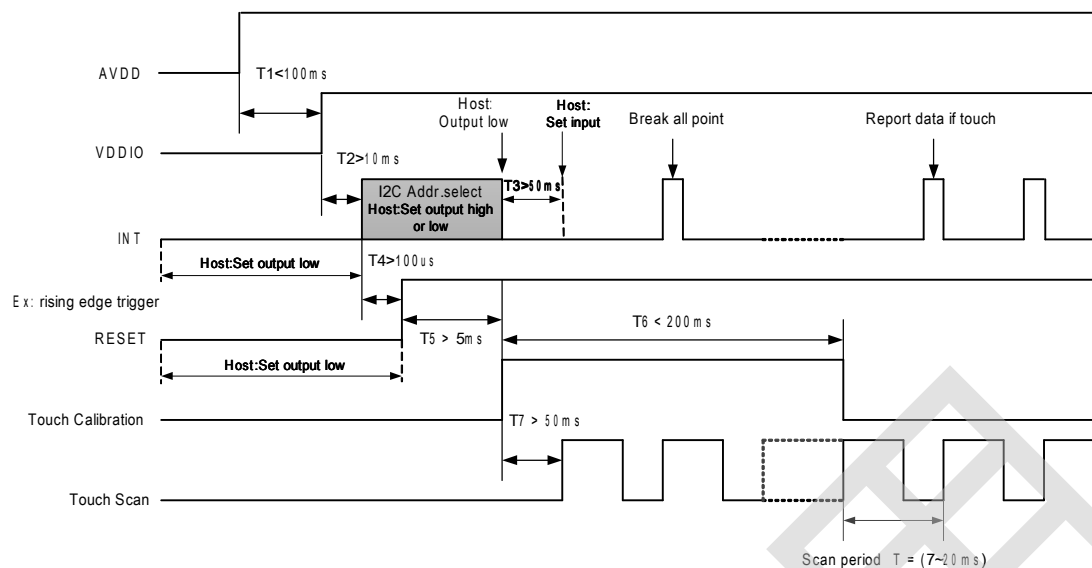 AVDD
T1<100ms
Host:
Output low
Host:
Set input
Break all point
Report data if touch
VDDIO
T2>10ms
I2C Addr.select
Host:Set output high
or low
T3>50ms
INT
Host:Set output low
T4>100us
Ex: rising edge trigger
RESET
T5 > 5ms
T6 < 200ms
Host:Set output low
Touch Calibration
T7 > 50ms
Touch Scan
Scan period T = (7~20ms)